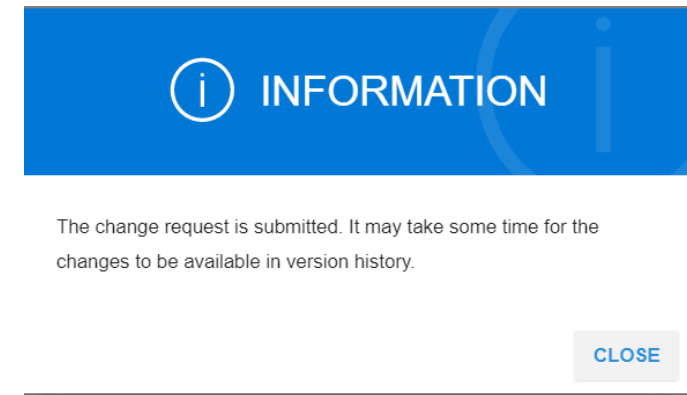 INFORMATION
The change request is submitted. It may take some time for the
changes to be available in version history.
CLOSE